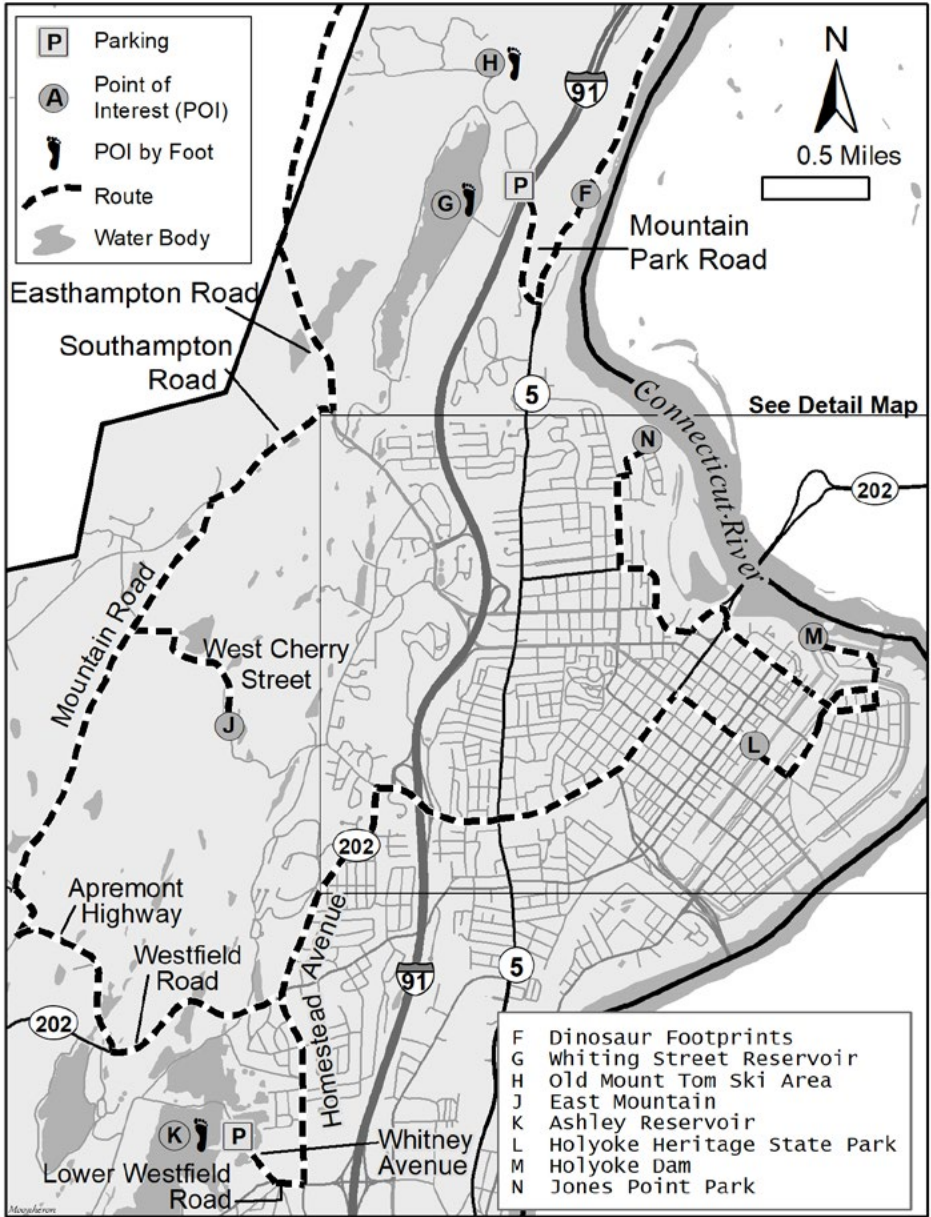 P Parking
A Point of
Interest (POI)
POI by Foot
Route
Water Body
N
0.5 Miles
H
91
P
F
G
Mountain
Park Road
Easthampton Road
Southampton
Road
5
Connecticut River
See Detail Map
N
202
Mountain Road
M
West Cherry
Street
J
L
202
Apremont
Highway
Homestead Avenue
Westfield
Road
91
5
202
F Dinosaur Footprints
G Whiting Street Reservoir
H Old Mount Tom Ski Area
J East Mountain
K Ashley Reservoir
L Holyoke Heritage State Park
M Holyoke Dam
N Jones Point Park
K
P
Whitney
Avenue
Lower Westfield
Road